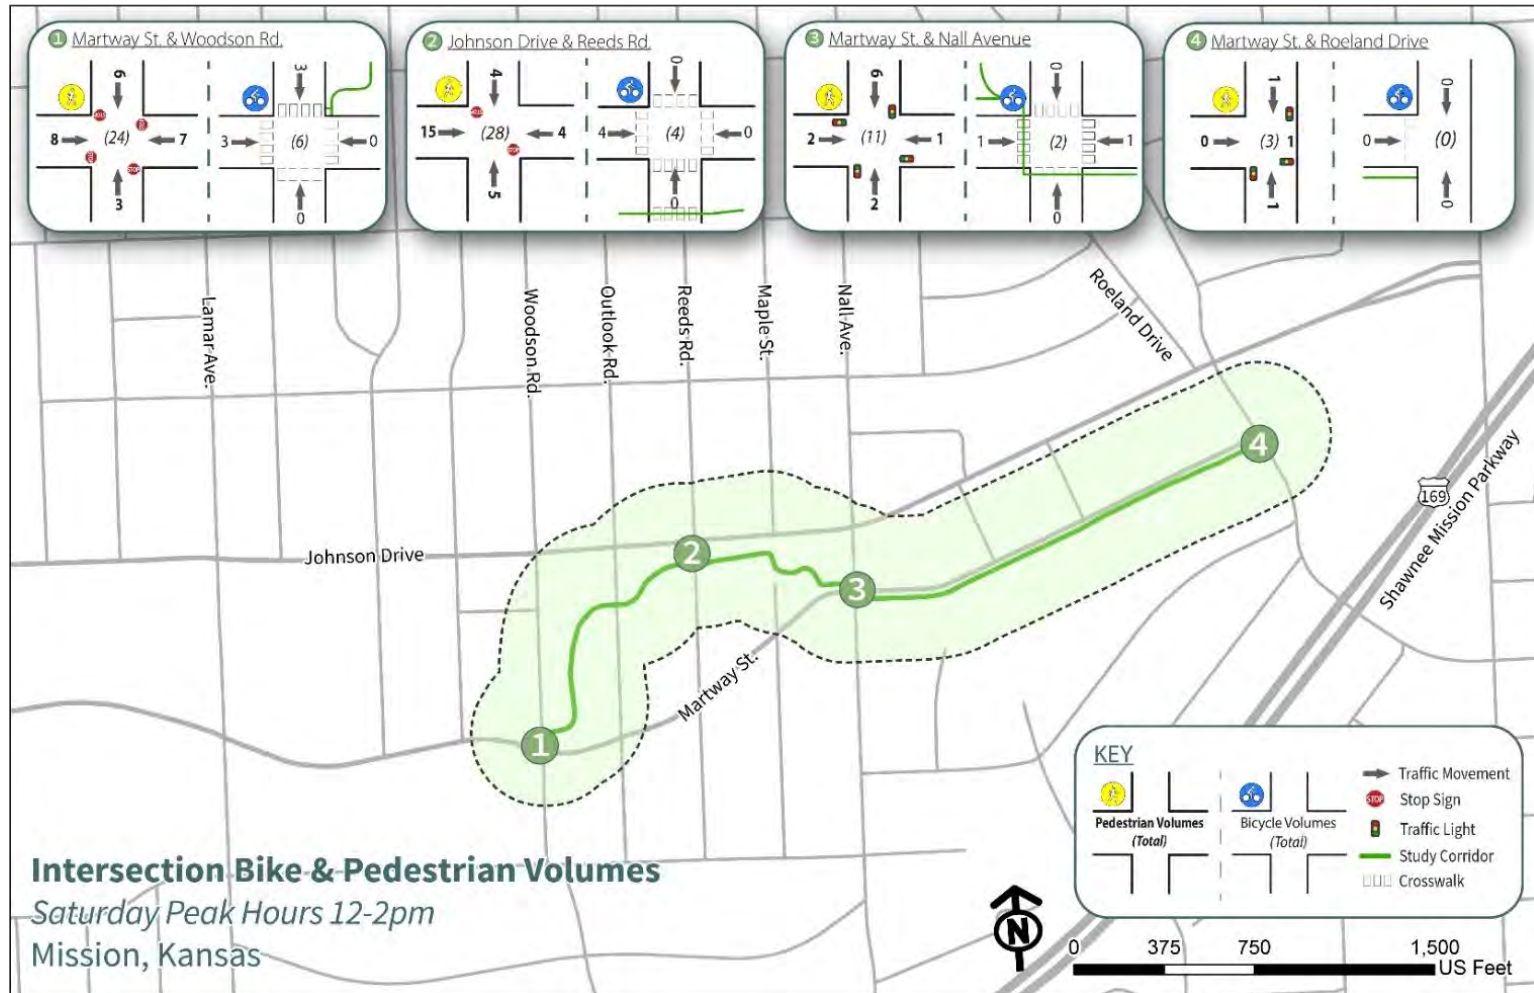 1 Martway St. & Woodson Rd.
6
8
(24)
7
3
STOP
STOP
3
3
(6)
0
0
2 Johnson Drive & Reeds Rd.
4
15
(28)
4
5
STOP
STOP
0
4
(4)
0
0
3 Martway St. & Nall Avenue
6
2
(11)
1
2
0
1
(2)
1
0
4 Martway St. & Roeland Drive
1
0
(3)
1
1
0
0
(0)
0
Lamar Ave.
Woodson Rd.
Outlook Rd.
Reeds Rd.
Maple St.
Nall Ave.
Roeland Drive
4
169
Shawnee Mission Parkway
Johnson Drive
2
3
Martway St.
1
KEY
Pedestrian Volumes
(Total)
Bicycle Volumes
(Total)
Traffic Movement
STOP
Stop Sign
Traffic Light
Study Corridor
Crosswalk
Intersection Bike & Pedestrian Volumes
Saturday Peak Hours 12-2pm
Mission, Kansas
N
0 375 750 1,500
US Feet